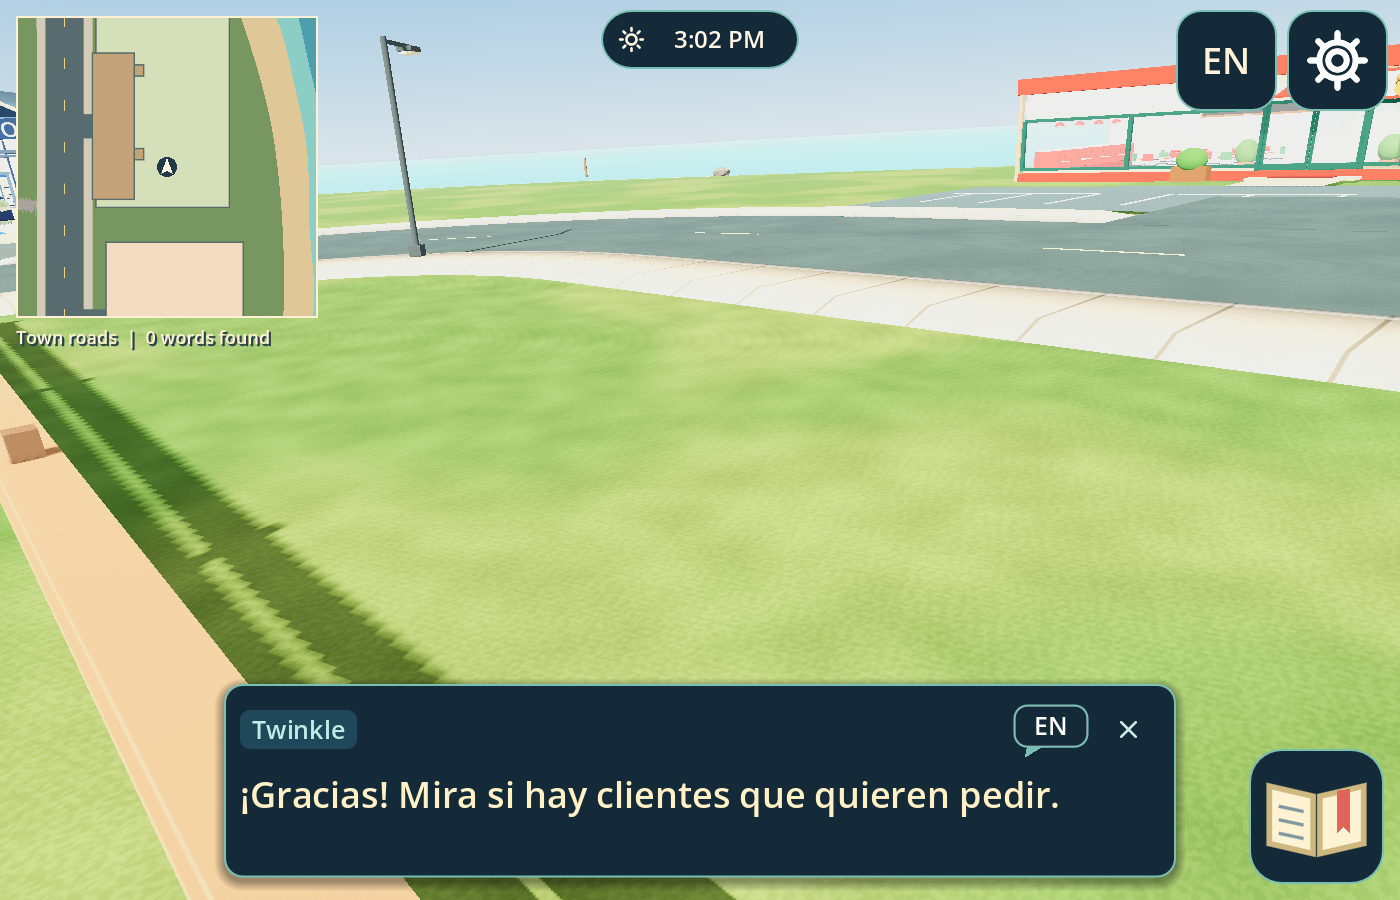 3:02 PM
EN
Town roads | 0 words found
Twinkle
EN
¡Gracias! Mira si hay clientes que quieren pedir.